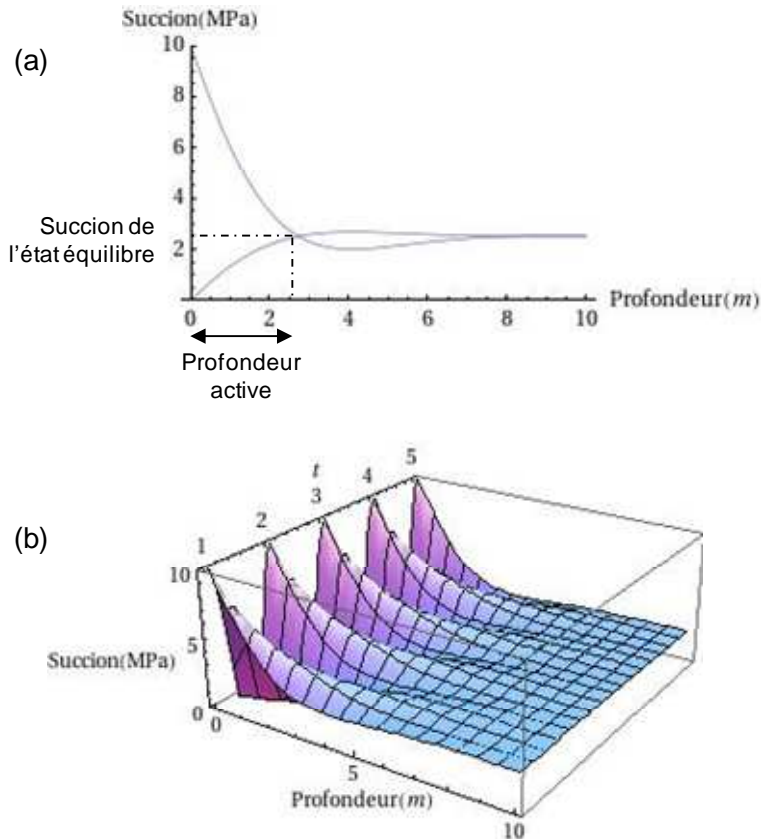 Succion(MPa)
(a)
10
8
6
4
Succion de
l'état équilibre
2
Profondeur(m)
0 2 4 6 8 10
Profondeur
active
(b)
t
1 2 3 4 5
10
5
0
Succion(MPa)
0
5
10
Profondeur(m)